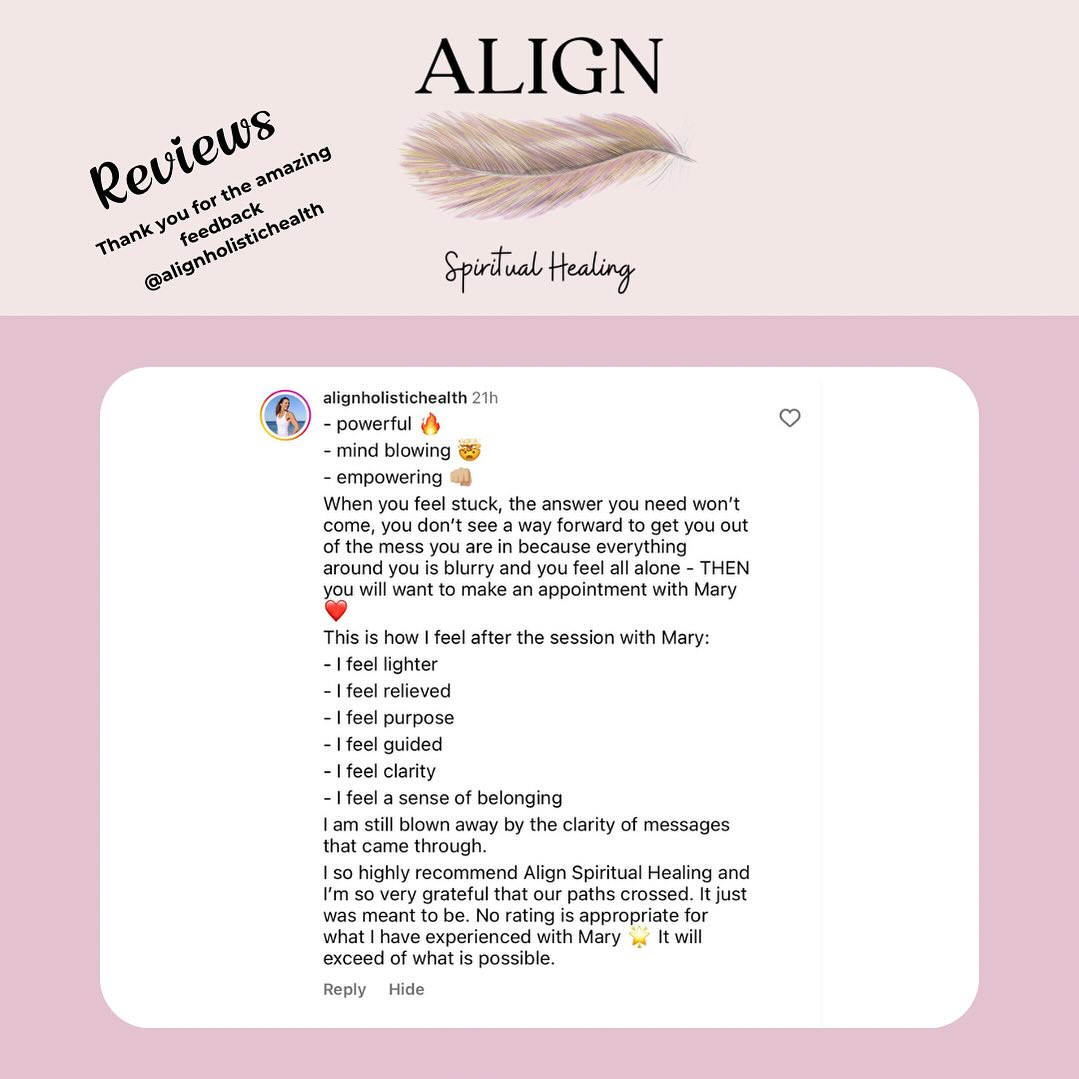 ALIGN
Reviews
Thank you for the amazing
feedback
@alignholistichealth
Spiritual Healing
alignholistichealth 21h
- powerful 🔥
- mind blowing 🤯
- empowering 👊🏼
When you feel stuck, the answer you need won’t
come, you don’t see a way forward to get you out
of the mess you are in because everything
around you is blurry and you feel all alone - THEN
you will want to make an appointment with Mary
❤️
This is how I feel after the session with Mary:
- I feel lighter
- I feel relieved
- I feel purpose
- I feel guided
- I feel clarity
- I feel a sense of belonging
I am still blown away by the clarity of messages
that came through.
I so highly recommend Align Spiritual Healing and
I’m so very grateful that our paths crossed. It just
was meant to be. No rating is appropriate for
what I have experienced with Mary 🌟 It will
exceed of what is possible.
Reply Hide